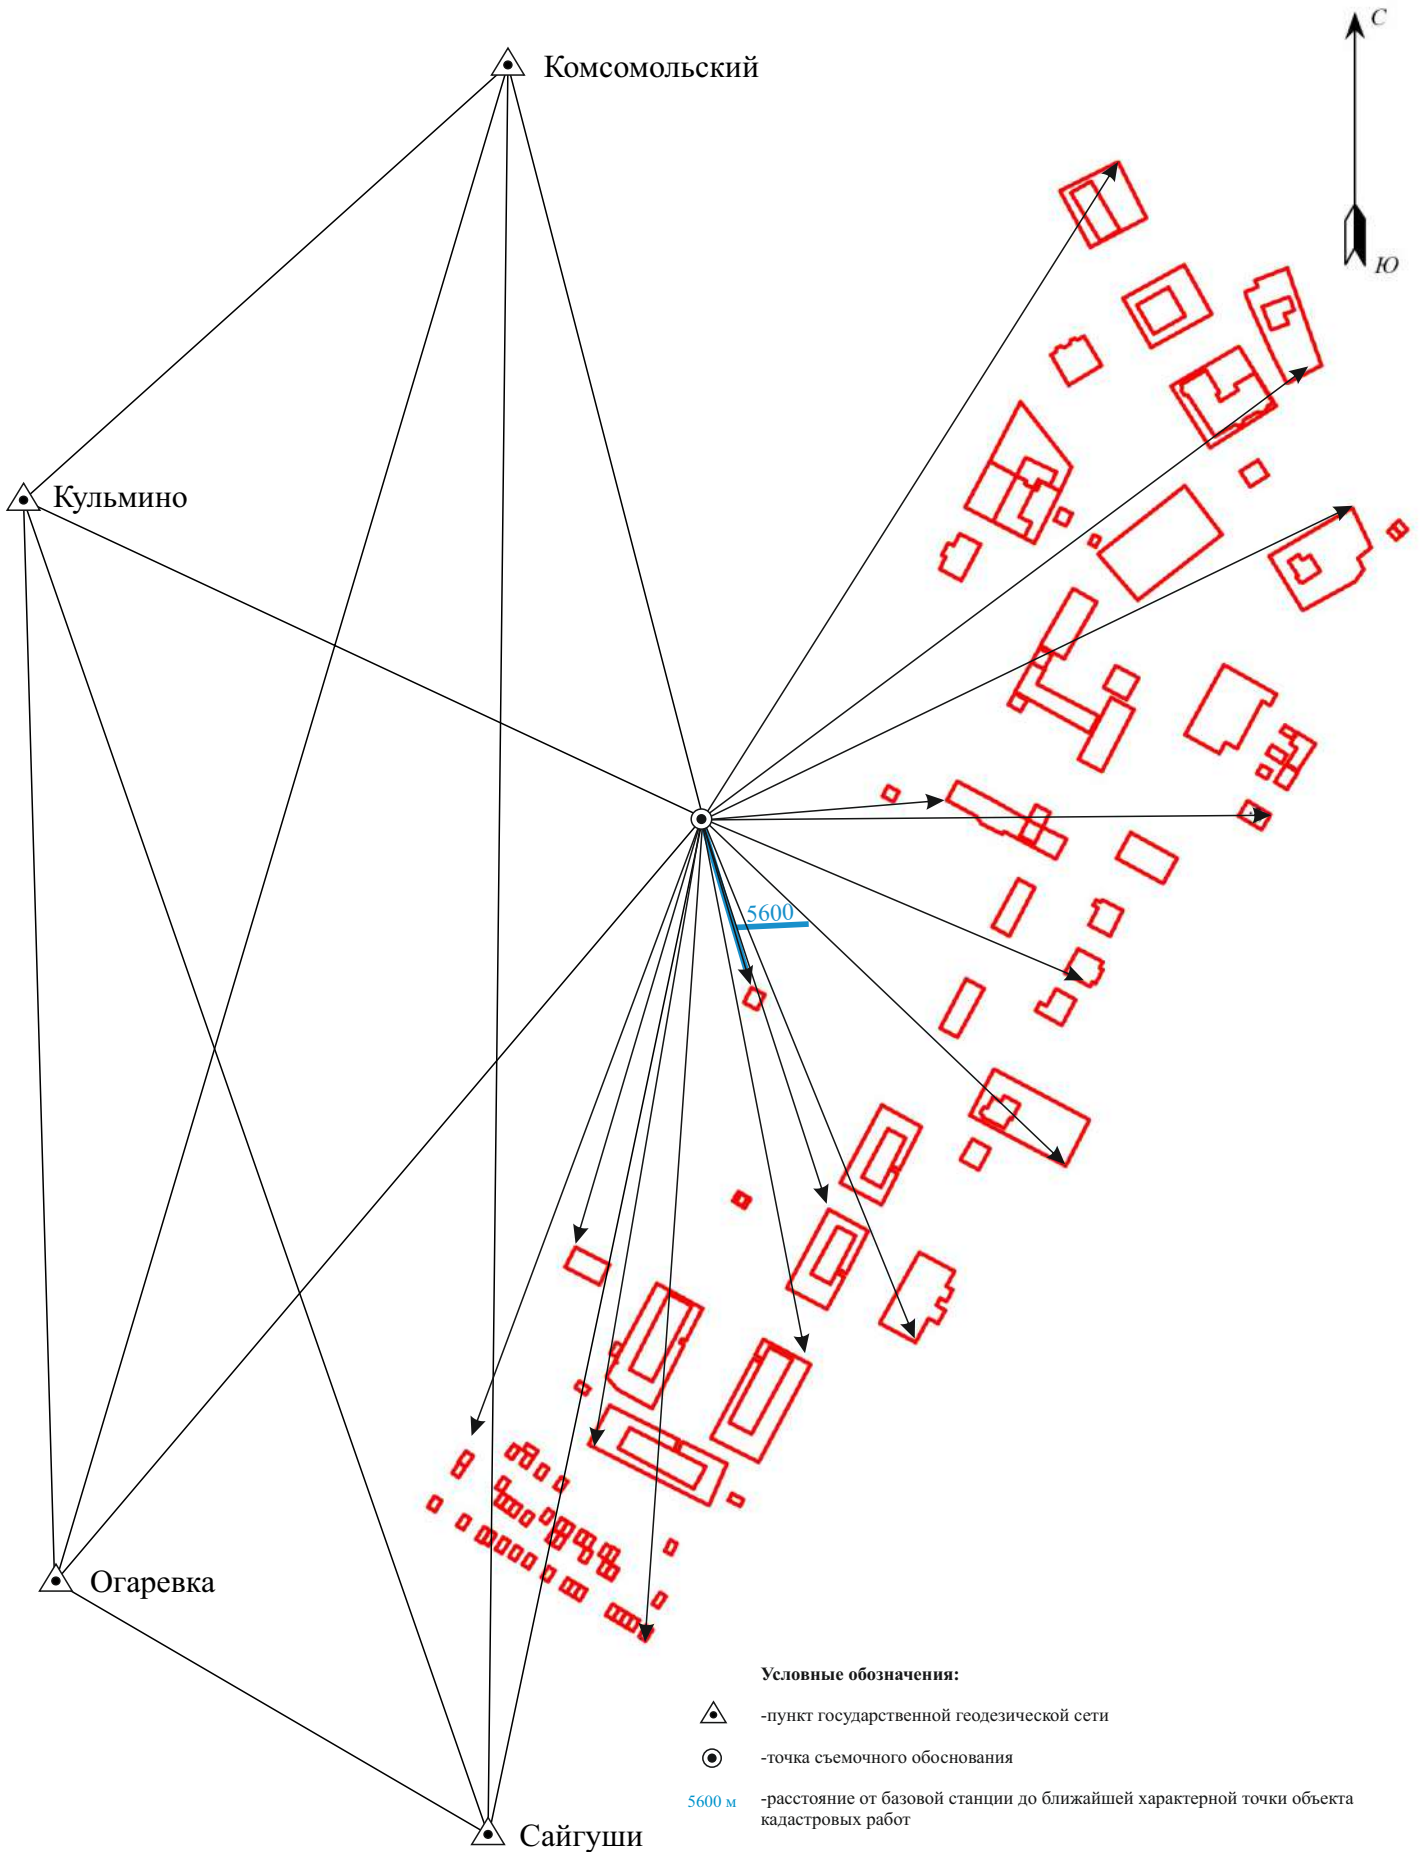 С
Комсомольский
Ю
Кульмино
5600
Огаревка
Сайгуши
Условные обозначения:
-пункт государственной геодезической сети
-точка съемочного обоснования
5600 м -расстояние от базовой станции до ближайшей характерной точки объекта
кадастровых работ